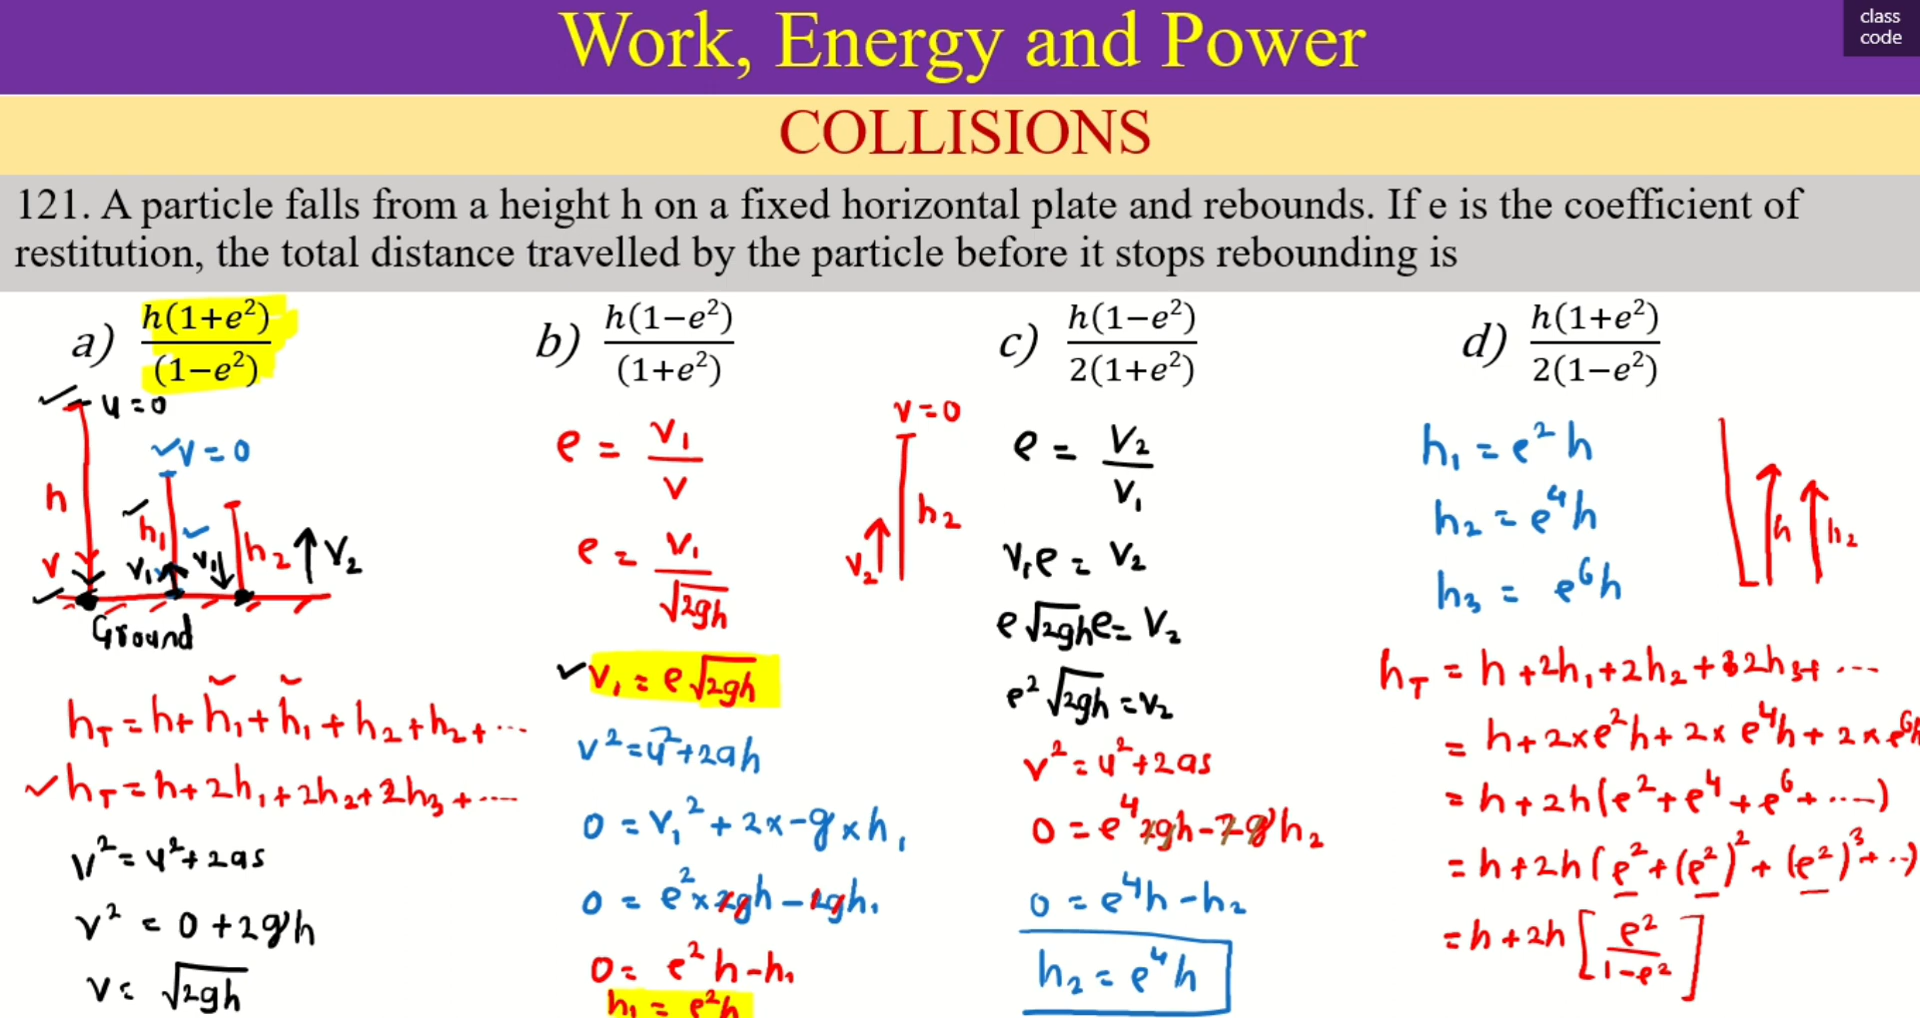 Work, Energy and Power
class
code
COLLISIONS
121. A particle falls from a height h on a fixed horizontal plate and rebounds. If e is the coefficient of
restitution, the total distance travelled by the particle before it stops rebounding is
a) h(1+e²)/(1−e²)
b) h(1−e²)/(1+e²)
c) h(1−e²)/2(1+e²)
d) h(1+e²)/2(1−e²)
u=0
v=0
h
h₁
v
v₁
v₁
h₂
v₂
Ground
h_T = h+h₁+h₁+h₂+h₂+...
h_T = h+2h₁+2h₂+2h₃+....
v²=u²+2as
v² = 0+2gh
v= √2gh
e = v₁/v
e = v₁/√2gh
v₁ = e√2gh
v²=u²+2ah
0 = v₁²+2x-g×h₁
0 = e²×2gh-2gh₁
0= e²h-h₁
h₁ = e²h
v=0
h₂
v₂
e = v₂/v₁
v₁e = v₂
e√2gh e= v₂
e²√2gh = v₂
v²=u²+2as
0=e⁴2gh-2gh₂
0=e⁴h-h₂
h₂=e⁴h
h₁=e²h
h₂=e⁴h
h₃=e⁶h
h
h₂
h_T = h+2h₁+2h₂+2h₃+...
= h+2×e²h+2×e⁴h+2×e⁶h
=h+2h(e²+e⁴+e⁶+....)
=h+2h(e²+(e²)²+(e²)³+..)
=h+2h[e²/1-e²]